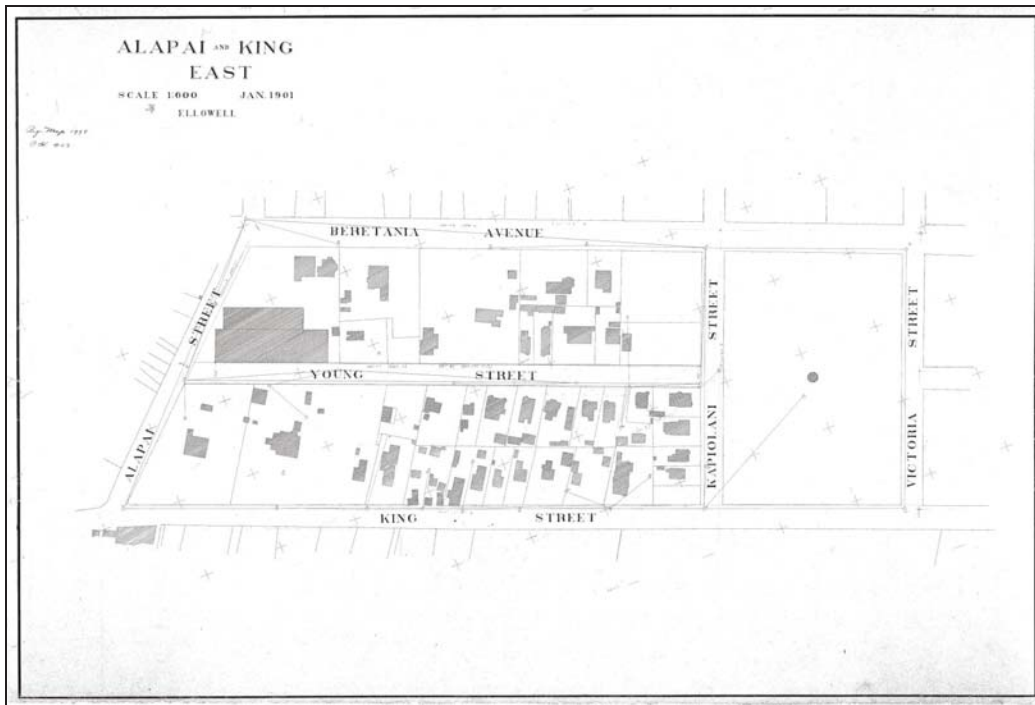 ALAPAI AND KING
EAST
SCALE 1:600 JAN. 1901
E.L.LOWELL
BERETANIA AVENUE
STREET
ALAPAI
YOUNG STREET
STREET
KAPIOLANI
STREET
VICTORIA
KING STREET